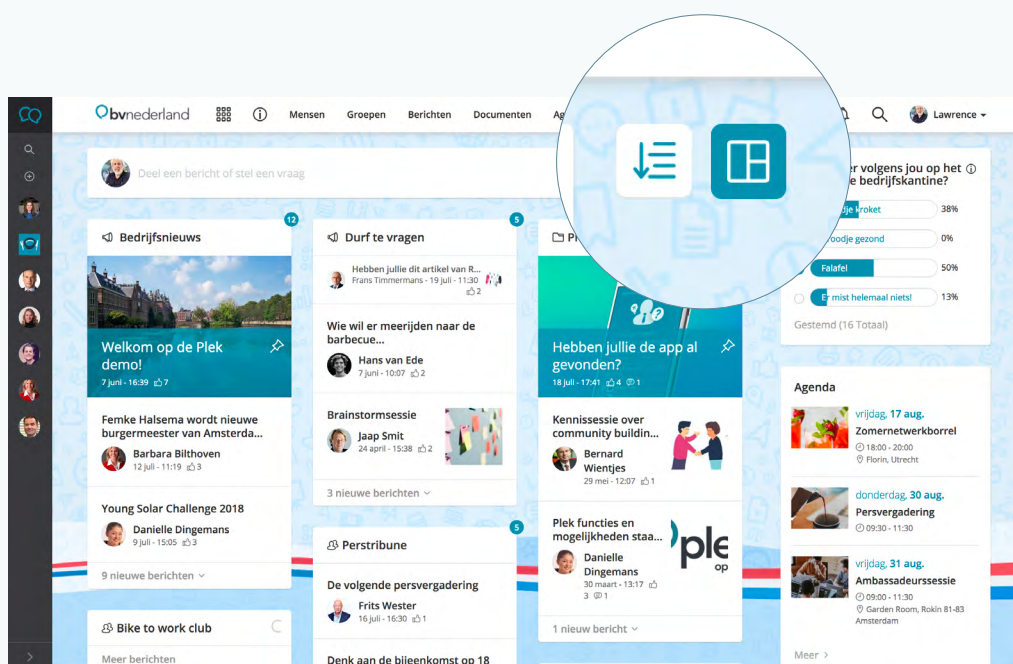 bvnederland
Mensen
Groepen
Berichten
Documenten
Lawrence
Deel een bericht of stel een vraag
12
Bedrijfsnieuws
Welkom op de Plek
demo!
7 juni - 16:39 7
Femke Halsema wordt nieuwe
burgermeester van Amsterda...
Barbara Bilthoven
12 juli - 11:19 3
Young Solar Challenge 2018
Danielle Dingemans
9 juli - 15:05 3
9 nieuwe berichten
Bike to work club
Meer berichten
5
Durf te vragen
Hebben jullie dit artikel van R...
Frans Timmermans - 19 juli - 11:30
2
Wie wil er meerijden naar de
barbecue...
Hans van Ede
7 juni - 10:07 2
Brainstormsessie
Jaap Smit
24 april - 15:38 2
3 nieuwe berichten
5
Perstribune
De volgende persvergadering
Frits Wester
16 juli - 16:30 1
Denk aan de bijeenkomst op 18
Hebben jullie de app al
gevonden?
18 juli - 17:41 4 1
Kennissessie over
community buildin...
Bernard
Wientjes
29 mei - 12:07 1
Plek functies en
mogelijkheden staa...
Danielle
Dingemans
30 maart - 13:17
3 1
ple
op
1 nieuw bericht
volgens jou op het
bedrijfskantine?
kroket 38%
gezond 0%
Falafel 50%
Er mist helemaal niets! 13%
Gestemd (16 Totaal)
Agenda
vrijdag, 17 aug.
Zomernetwerkborrel
18:00 - 20:00
Florin, Utrecht
donderdag, 30 aug.
Persvergadering
09:30 - 11:30
vrijdag, 31 aug.
Ambassadeurssessie
09:00 - 11:30
Garden Room, Rokin 81-83
Amsterdam
Meer